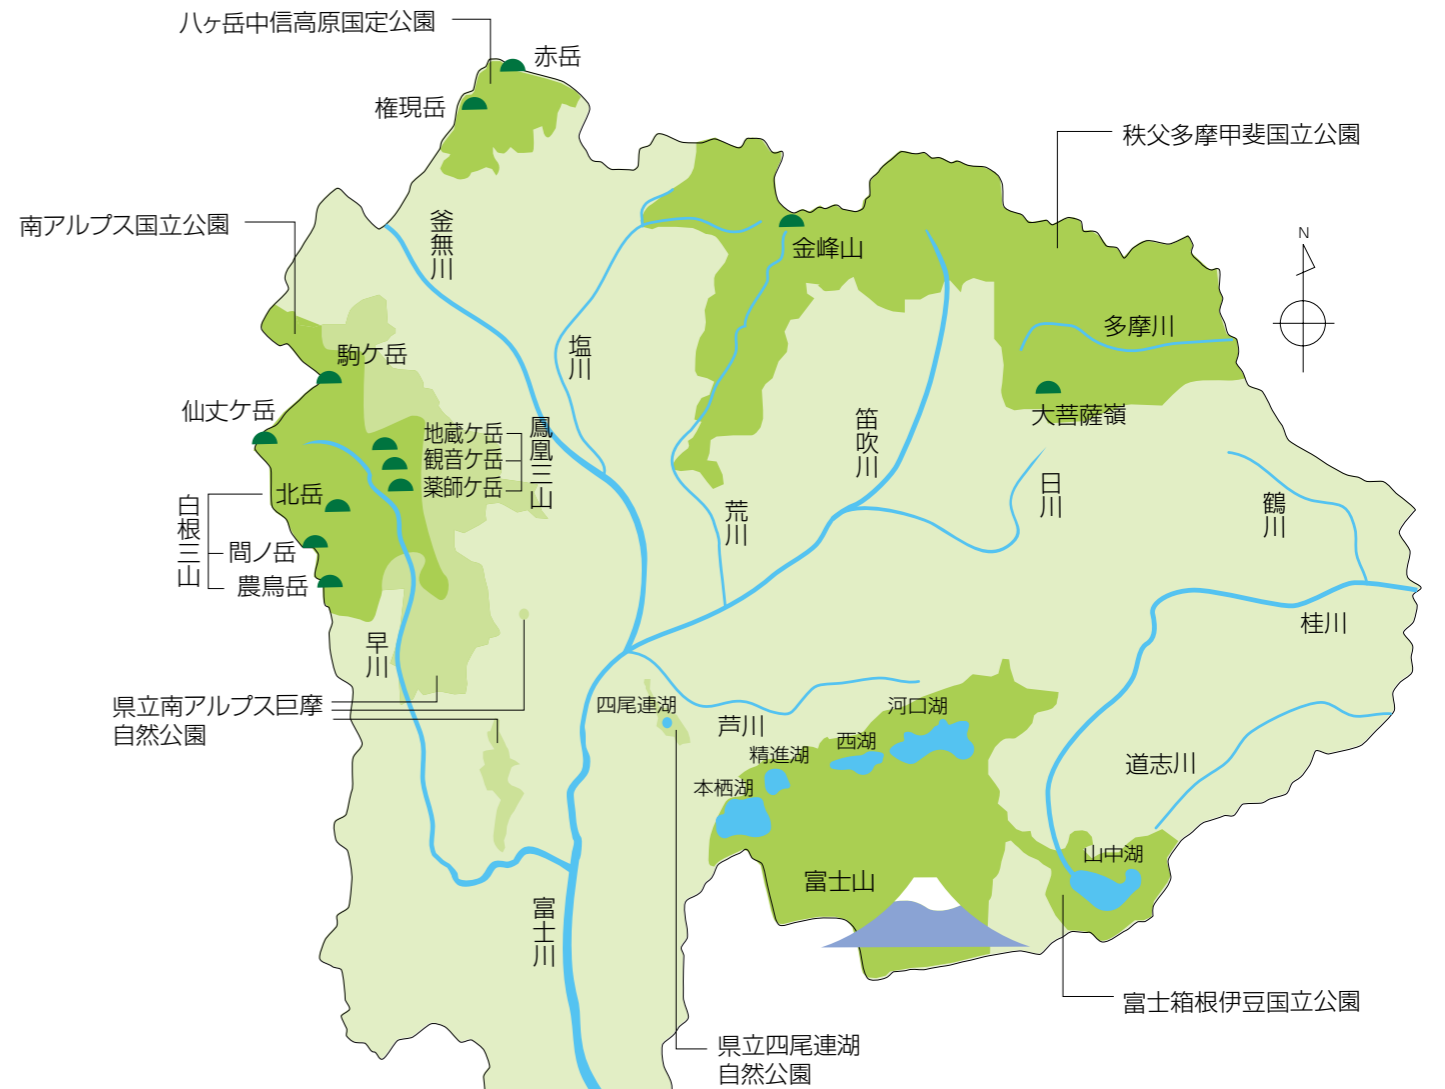 八ヶ岳中信高原国定公園
赤岳
権現岳
秩父多摩甲斐国立公園
南アルプス国立公園
釜無川
金峰山
N
多摩川
塩川
駒ケ岳
仙丈ケ岳
大菩薩嶺
地蔵ケ岳
観音ケ岳
薬師ケ岳
鳳凰三山
笛吹川
北岳
白根三山
間ノ岳
農鳥岳
荒川
日川
鶴川
桂川
早川
県立南アルプス巨摩
自然公園
四尾連湖
芦川
河口湖
西湖
精進湖
本栖湖
道志川
山中湖
富士山
富士川
富士箱根伊豆国立公園
県立四尾連湖
自然公園